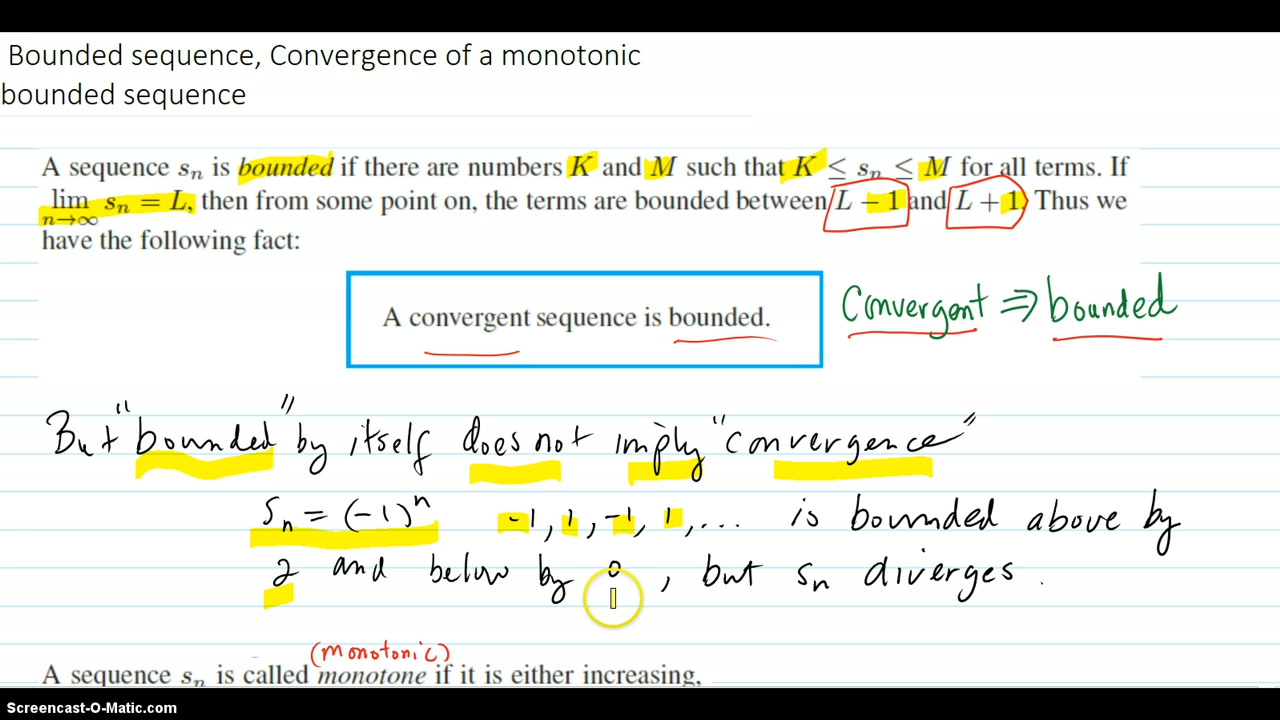 Bounded sequence, Convergence of a monotonic
bounded sequence
A sequence sₙ is bounded if there are numbers K and M such that K ≤ sₙ ≤ M for all terms. If
lim n→∞ sₙ = L, then from some point on, the terms are bounded between L − 1 and L + 1. Thus we
have the following fact:
A convergent sequence is bounded.
Convergent ⇒ bounded
But "bounded" by itself does not imply "convergence"
Sₙ = (-1)ⁿ -1, 1, -1, 1, ... is bounded above by
2 and below by 0, but sₙ diverges.
(monotonic)
A sequence sₙ is called monotone if it is either increasing,
Screencast-O-Matic.com